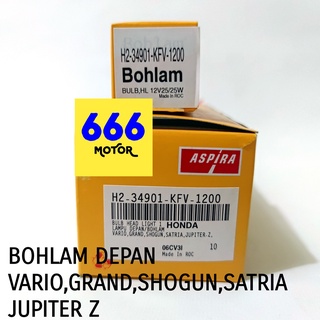 H2-34901-KFV-1200
Bohlam
BULB,HL 12V25/25W
Made in ROC
666
MOTOR
ASPIRA
H2-34901-KFV-1200
BULB HEAD LIGHT 1 HONDA
LAMPU DEPAN/BOHLAM
VARIO,GRAND,SHOGUN,SATRIA,JUPITER Z,
06CV3I 10
Made In ROC
BOHLAM DEPAN
VARIO,GRAND,SHOGUN,SATRIA
JUPITER Z